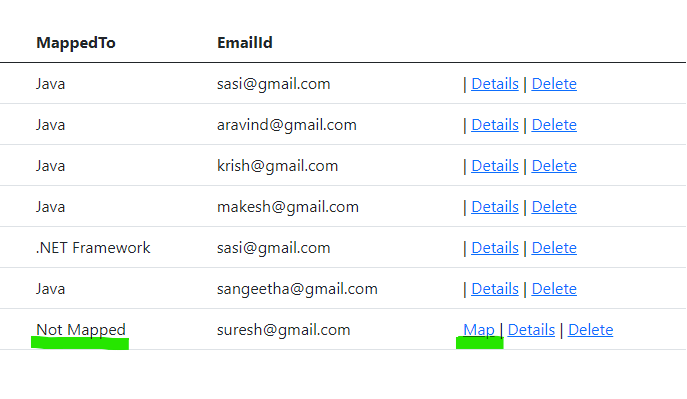 MappedTo EmailId
Java sasi@gmail.com | Details | Delete
Java aravind@gmail.com | Details | Delete
Java krish@gmail.com | Details | Delete
Java makesh@gmail.com | Details | Delete
.NET Framework sasi@gmail.com | Details | Delete
Java sangeetha@gmail.com | Details | Delete
Not Mapped suresh@gmail.com Map | Details | Delete